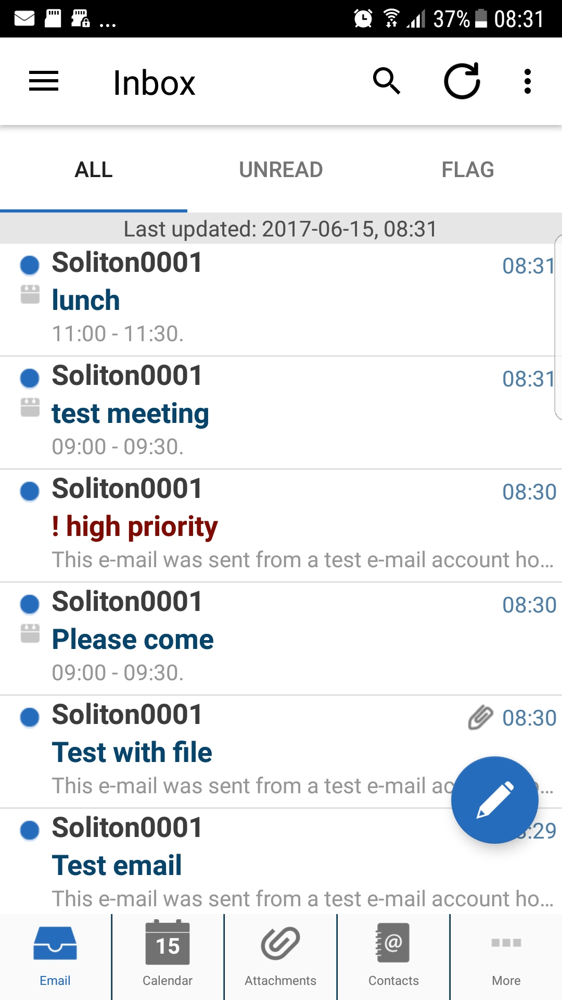 ... 37% 08:31
Inbox
ALL UNREAD FLAG
Last updated: 2017-06-15, 08:31
Soliton0001 08:31
lunch
11:00 - 11:30.
Soliton0001 08:31
test meeting
09:00 - 09:30.
Soliton0001 08:30
! high priority
This e-mail was sent from a test e-mail account ho...
Soliton0001 08:30
Please come
09:00 - 09:30.
Soliton0001 08:30
Test with file
This e-mail was sent from a test e-mail ...
Soliton0001 :29
Test email
This e-mail was sent from a test e-mail account ho...
15 @
Email Calendar Attachments Contacts More